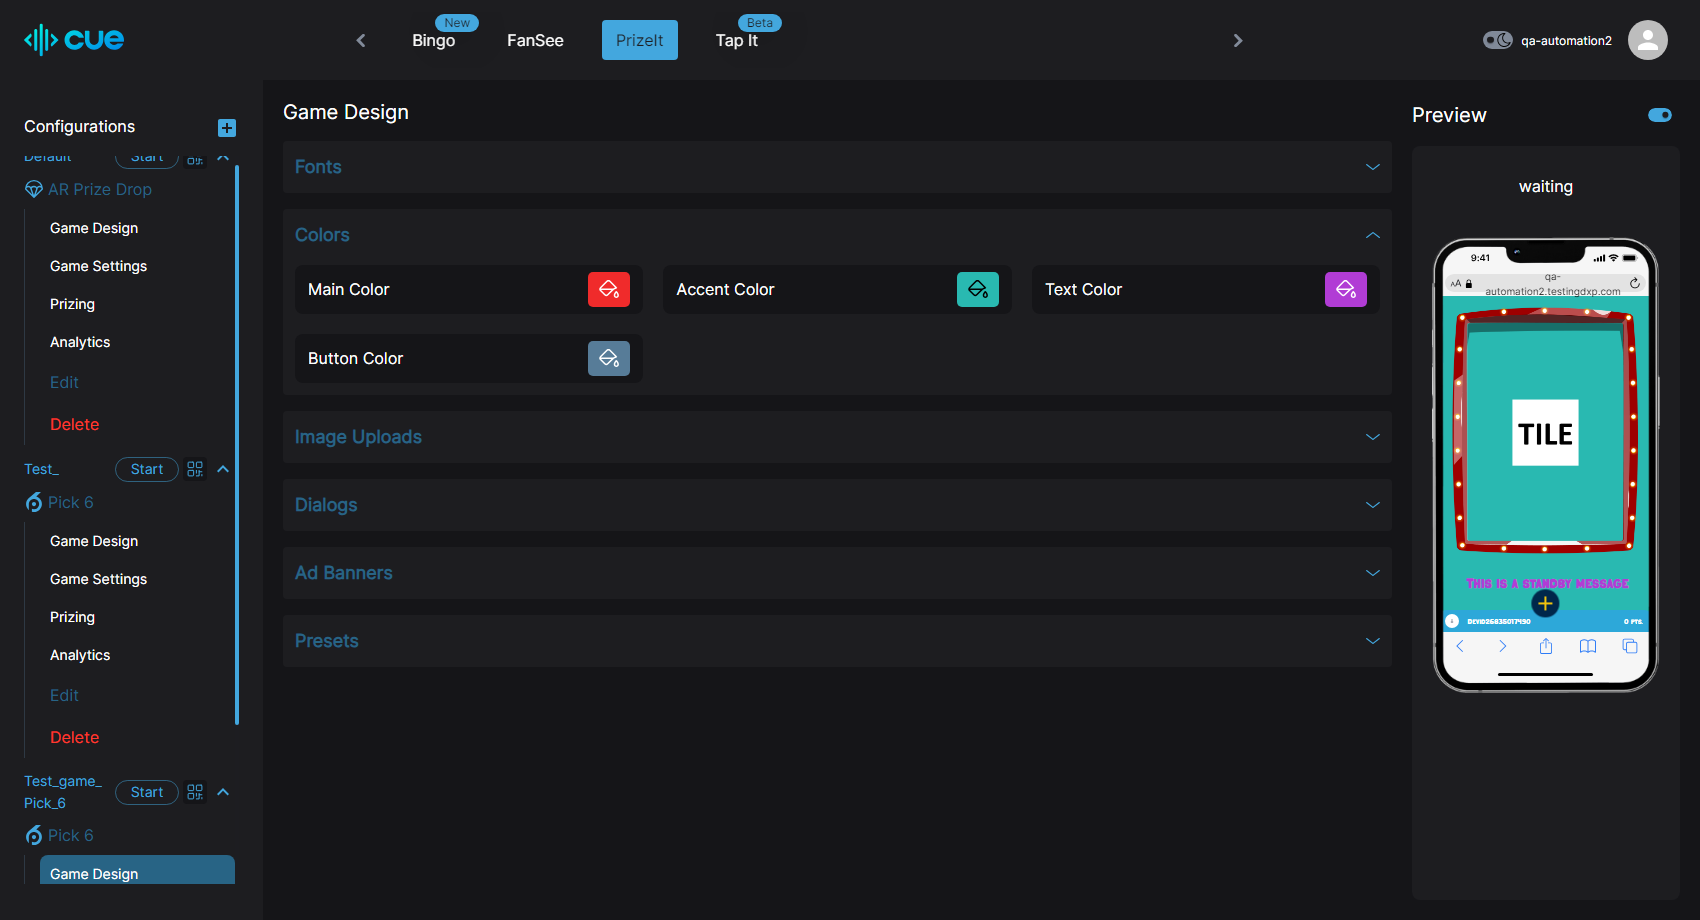 cue
New
Bingo
FanSee
PrizeIt
Beta
Tap It
qa-automation2
Configurations
Default
Start
AR Prize Drop
Game Design
Game Settings
Prizing
Analytics
Edit
Delete
Test_
Start
Pick 6
Game Design
Game Settings
Prizing
Analytics
Edit
Delete
Test_game_
Pick_6
Start
Pick 6
Game Design
Game Design
Fonts
Colors
Main Color
Accent Color
Text Color
Button Color
Image Uploads
Dialogs
Ad Banners
Presets
Preview
waiting
9:41
AA
qa-
automation2.testingdxp.com
TILE
THIS IS A STANDBY MESSAGE
0 PTS.